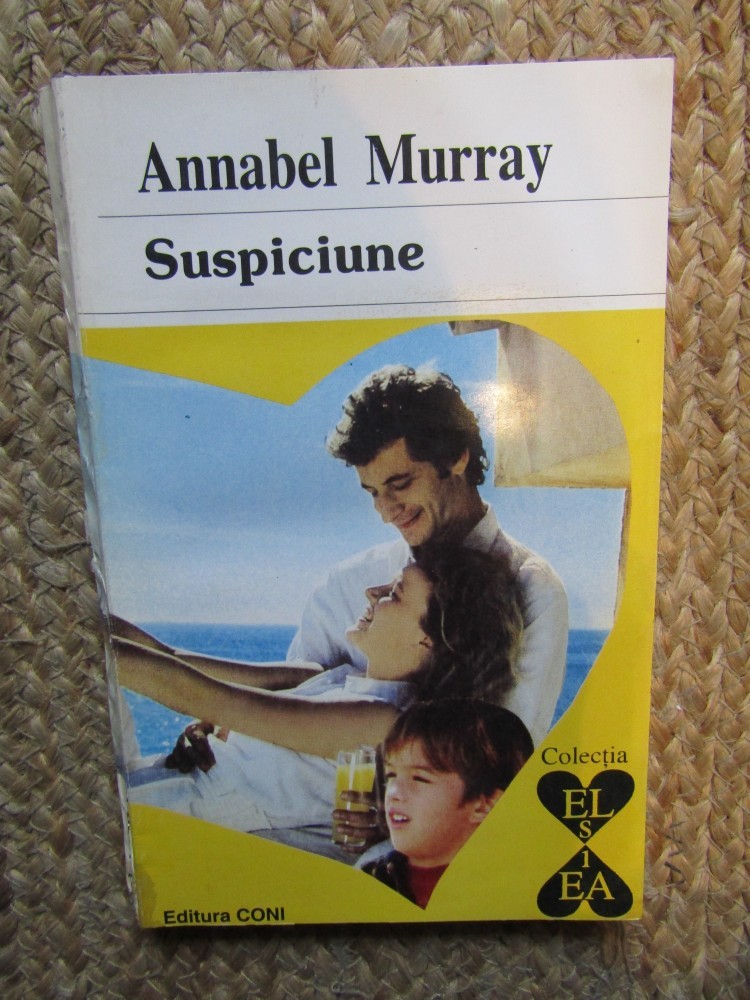 Annabel Murray
Suspiciune
Colecția
EL
și
EA
Editura CONI